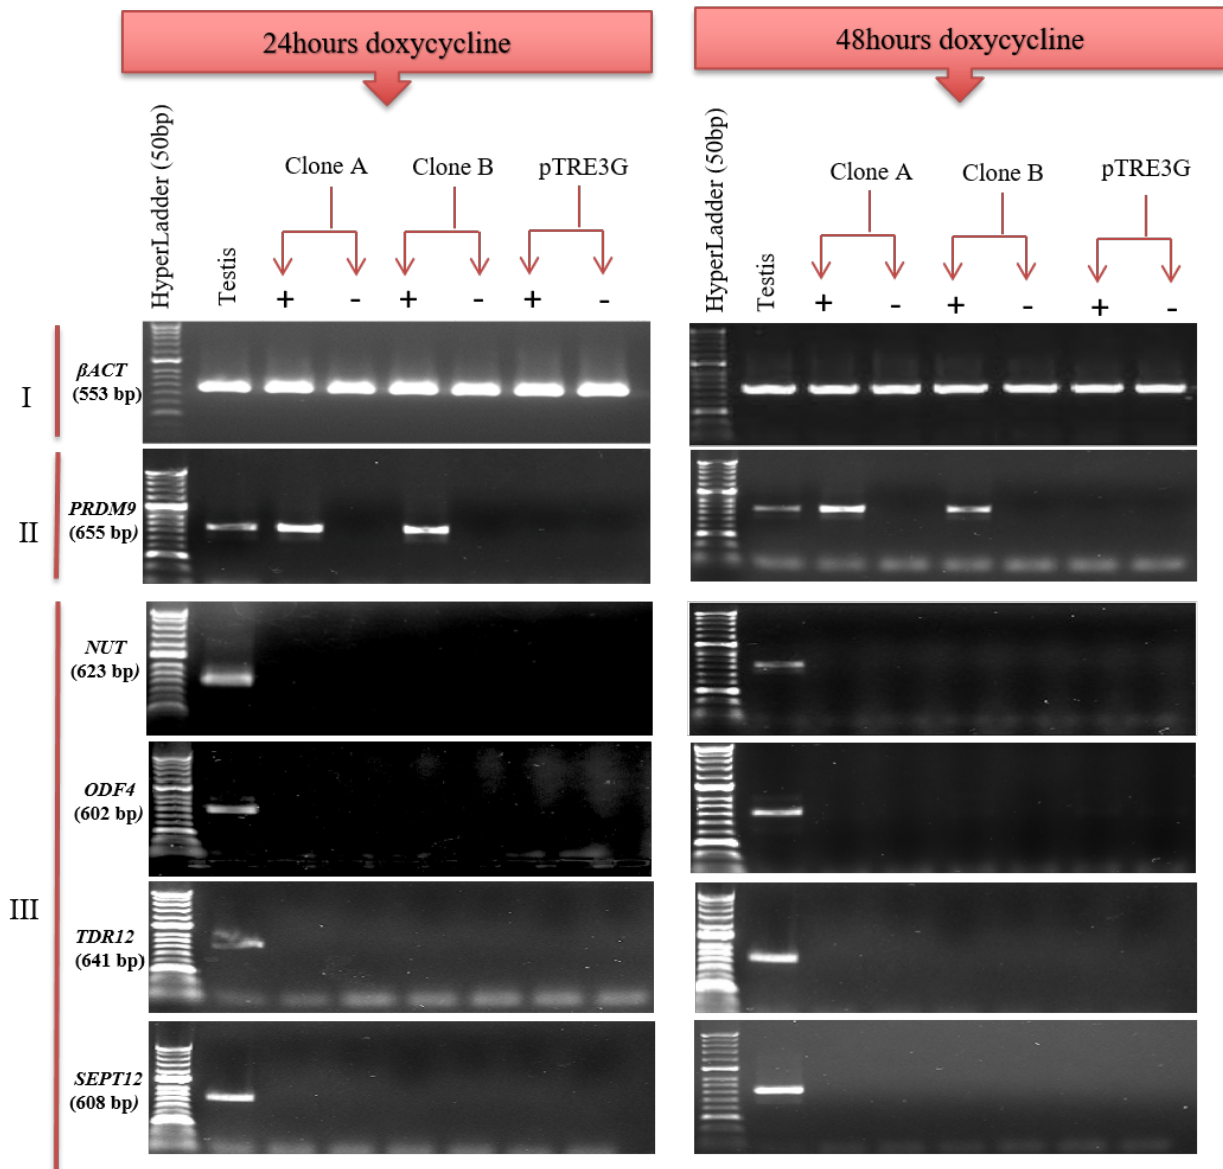 24hours doxycycline
48hours doxycycline
HyperLadder (50bp)
Testis
Clone A
Clone B
pTRE3G
+ - + - + -
HyperLadder (50bp)
Testis
Clone A
Clone B
pTRE3G
+ - + - + -
I
βACT
(553 bp)
II
PRDM9
(655 bp)
III
NUT
(623 bp)
ODF4
(602 bp)
TDR12
(641 bp)
SEPT12
(608 bp)